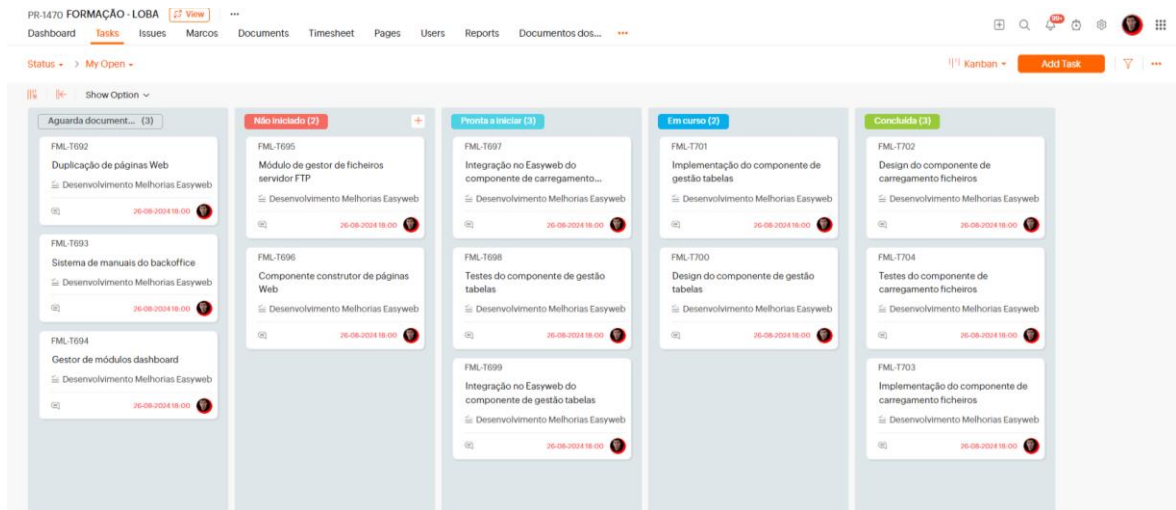 PR-1470 FORMAÇÃO - LOBA View ...
Dashboard Tasks Issues Marcos Documents Timesheet Pages Users Reports Documentos dos... ...
99+
Status > My Open
Kanban Add Task ...
Show Option
Aguarda document... (3)
FML-T692
Duplicação de páginas Web
Desenvolvimento Melhorias Easyweb
26-08-2024 18:00
FML-T693
Sistema de manuais do backoffice
Desenvolvimento Melhorias Easyweb
26-08-2024 18:00
FML-T694
Gestor de módulos dashboard
Desenvolvimento Melhorias Easyweb
26-08-2024 18:00
Não iniciado (2) +
FML-T695
Módulo de gestor de ficheiros
servidor FTP
Desenvolvimento Melhorias Easyweb
26-08-2024 18:00
FML-T696
Componente construtor de páginas
Web
Desenvolvimento Melhorias Easyweb
26-08-2024 18:00
Pronta a iniciar (3)
FML-T697
Integração no Easyweb do
componente de carregamento...
Desenvolvimento Melhorias Easyweb
26-08-2024 18:00
FML-T698
Testes do componente de gestão
tabelas
Desenvolvimento Melhorias Easyweb
26-08-2024 18:00
FML-T699
Integração no Easyweb do
componente de gestão tabelas
Desenvolvimento Melhorias Easyweb
26-08-2024 18:00
Em curso (2)
FML-T701
Implementação do componente de
gestão tabelas
Desenvolvimento Melhorias Easyweb
26-08-2024 18:00
FML-T700
Design do componente de gestão
tabelas
Desenvolvimento Melhorias Easyweb
26-08-2024 18:00
Concluída (3)
FML-T702
Design do componente de
carregamento ficheiros
Desenvolvimento Melhorias Easyweb
26-08-2024 18:00
FML-T704
Testes do componente de
carregamento ficheiros
Desenvolvimento Melhorias Easyweb
26-08-2024 18:00
FML-T703
Implementação do componente de
carregamento ficheiros
Desenvolvimento Melhorias Easyweb
26-08-2024 18:00